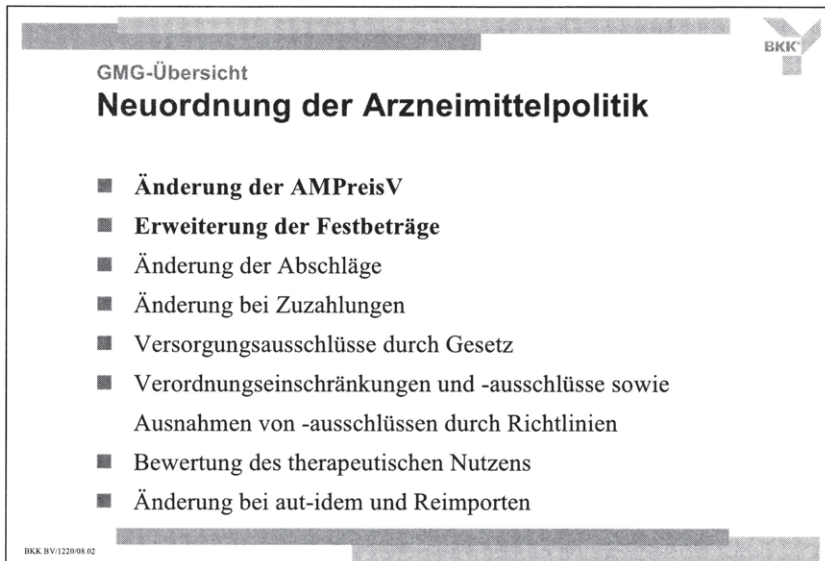 BKK
GMG-Übersicht
Neuordnung der Arzneimittelpolitik
Änderung der AMPreisV
Erweiterung der Festbeträge
Änderung der Abschläge
Änderung bei Zuzahlungen
Versorgungsausschlüsse durch Gesetz
Verordnungseinschränkungen und -ausschlüsse sowie
Ausnahmen von -ausschlüssen durch Richtlinien
Bewertung des therapeutischen Nutzens
Änderung bei aut-idem und Reimporten
BKK BV/1220/08.02